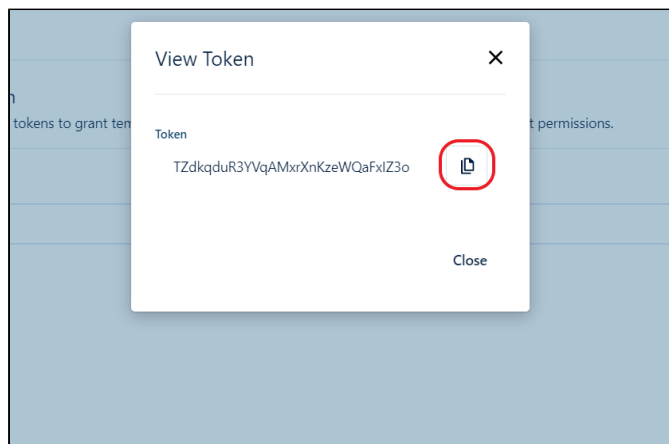 View Token
tokens to grant tem
t permissions.
Token
TZdkqduR3YVqAMxrXnKzeWQaFxIZ3o
Close